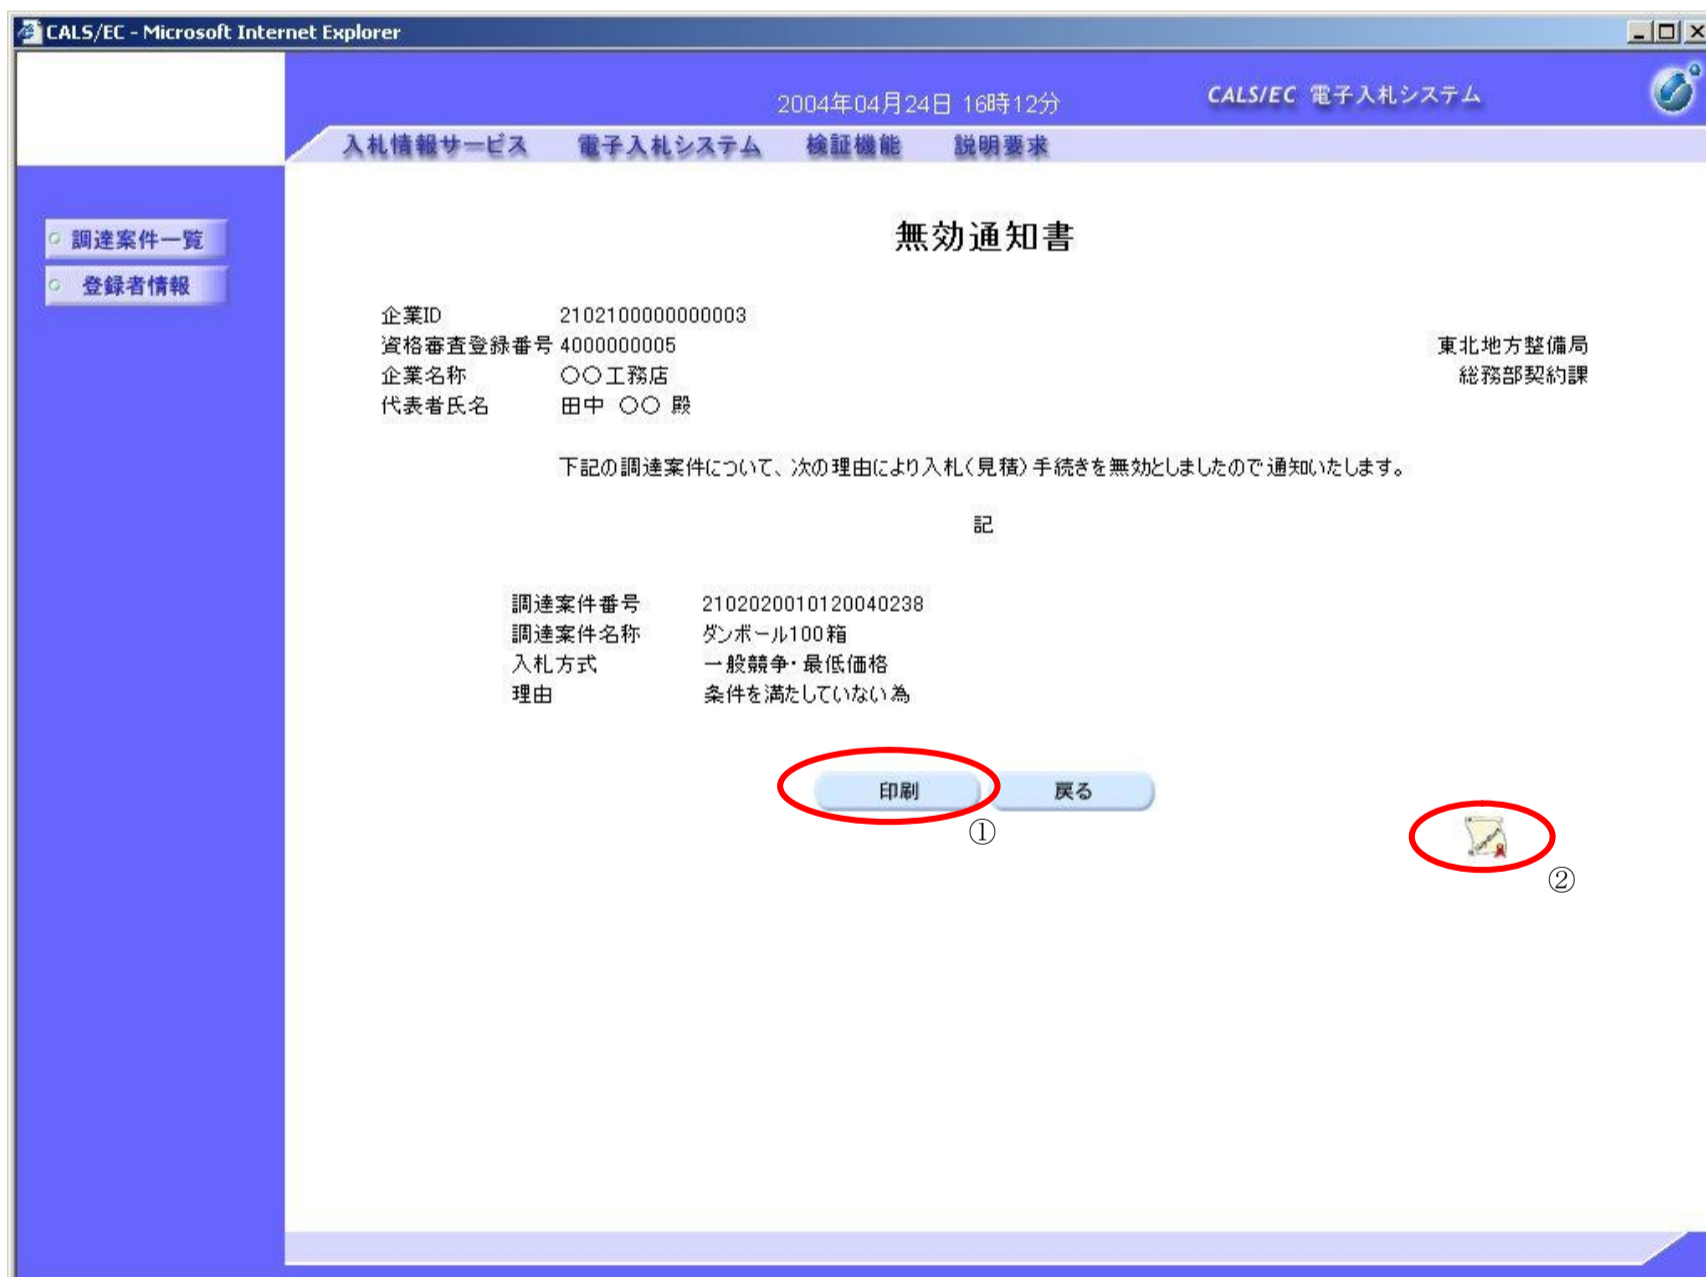 CALS/EC - Microsoft Internet Explorer
2004年04月24日 16時12分
CALS/EC 電子入札システム
入札情報サービス 電子入札システム 検証機能 説明要求
調達案件一覧
登録者情報
無効通知書
企業ID 2102100000000003
資格審査登録番号 4000000005
東北地方整備局
企業名称 〇〇工務店
総務部契約課
代表者氏名 田中 〇〇 殿
下記の調達案件について、次の理由により入札(見積)手続きを無効としましたので通知いたします。
記
調達案件番号 2102020010120040238
調達案件名称 ダンボール100箱
入札方式 一般競争・最低価格
理由 条件を満たしていない為
印刷 戻る
①
②